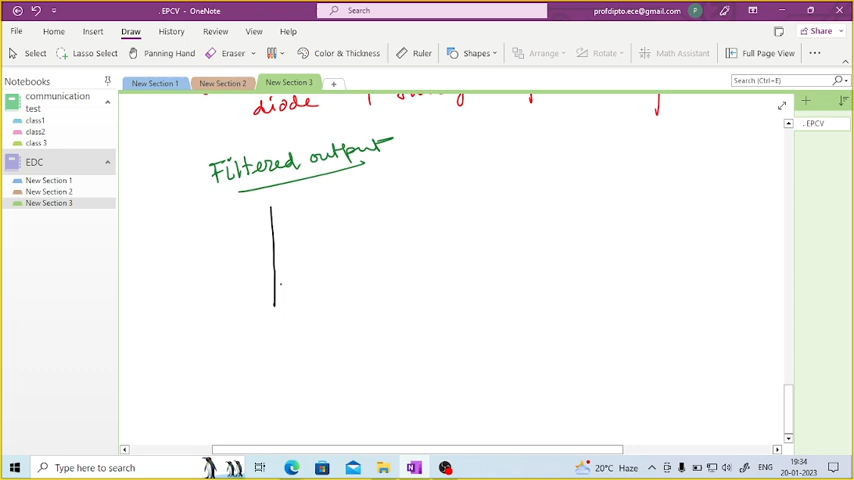 . EPCV - OneNote
Search
profdipto.ece@gmail.com
P
File Home Insert Draw History Review View Help
Share
Select Lasso Select Panning Hand Eraser Color & Thickness Ruler Shapes Arrange Rotate Math Assistant Full Page View
Notebooks
New Section 1 New Section 2 New Section 3
Search (Ctrl+E)
communication
test
class1
class2
class 3
EDC
New Section 1
New Section 2
New Section 3
. EPCV
diode
Filtered output
Type here to search
20°C Haze
ENG
19:34
20-01-2023